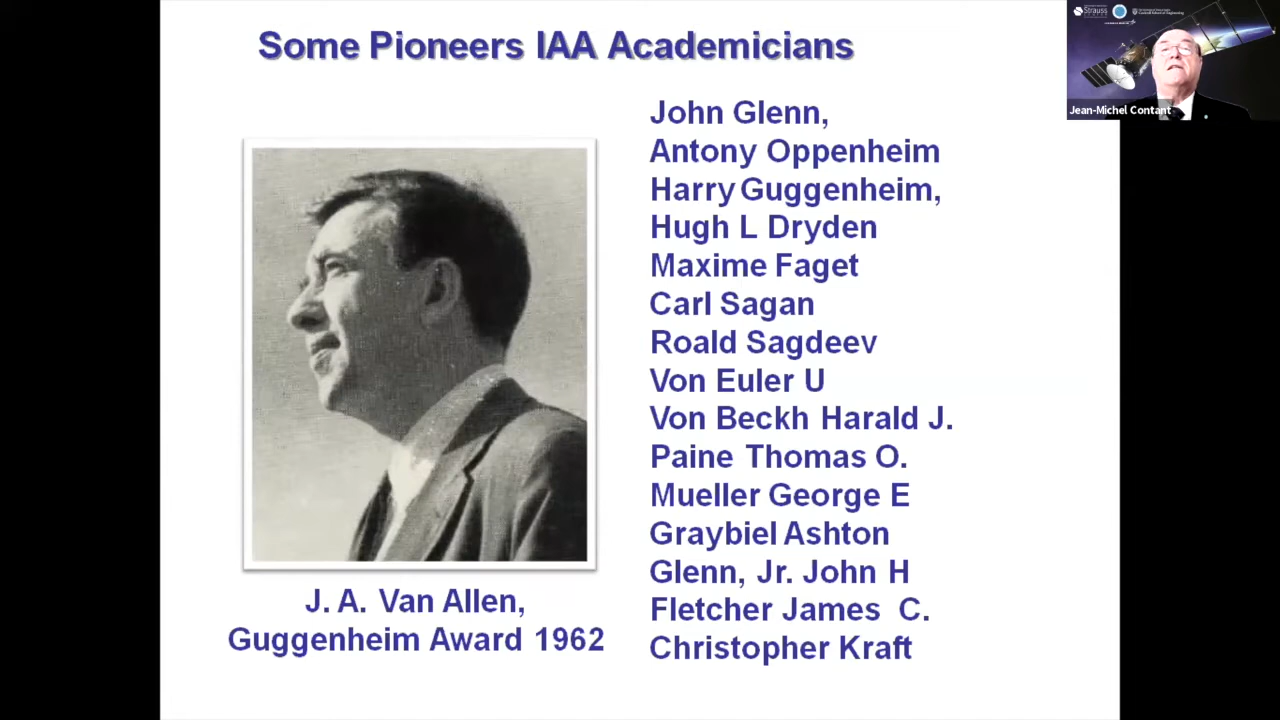 Some Pioneers IAA Academicians
John Glenn,
Antony Oppenheim
Harry Guggenheim,
Hugh L Dryden
Maxime Faget
Carl Sagan
Roald Sagdeev
Von Euler U
Von Beckh Harald J.
Paine Thomas O.
Mueller George E
Graybiel Ashton
Glenn, Jr. John H
Fletcher James C.
Christopher Kraft
J. A. Van Allen,
Guggenheim Award 1962
Strauss
Jean-Michel Contant